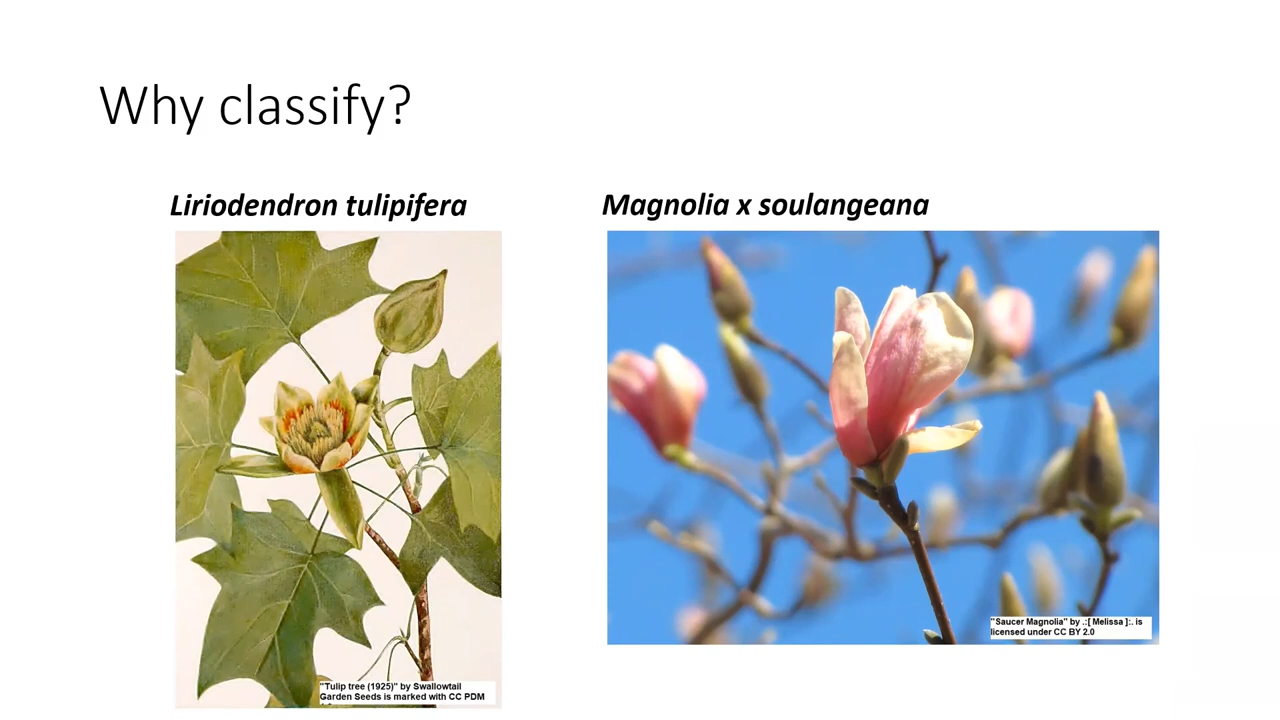 Why classify?
Liriodendron tulipifera
Magnolia x soulangeana
"Saucer Magnolia" by .:[ Melissa ]:. is
licensed under CC BY 2.0
"Tulip tree (1925)" by Swallowtail
Garden Seeds is marked with CC PDM